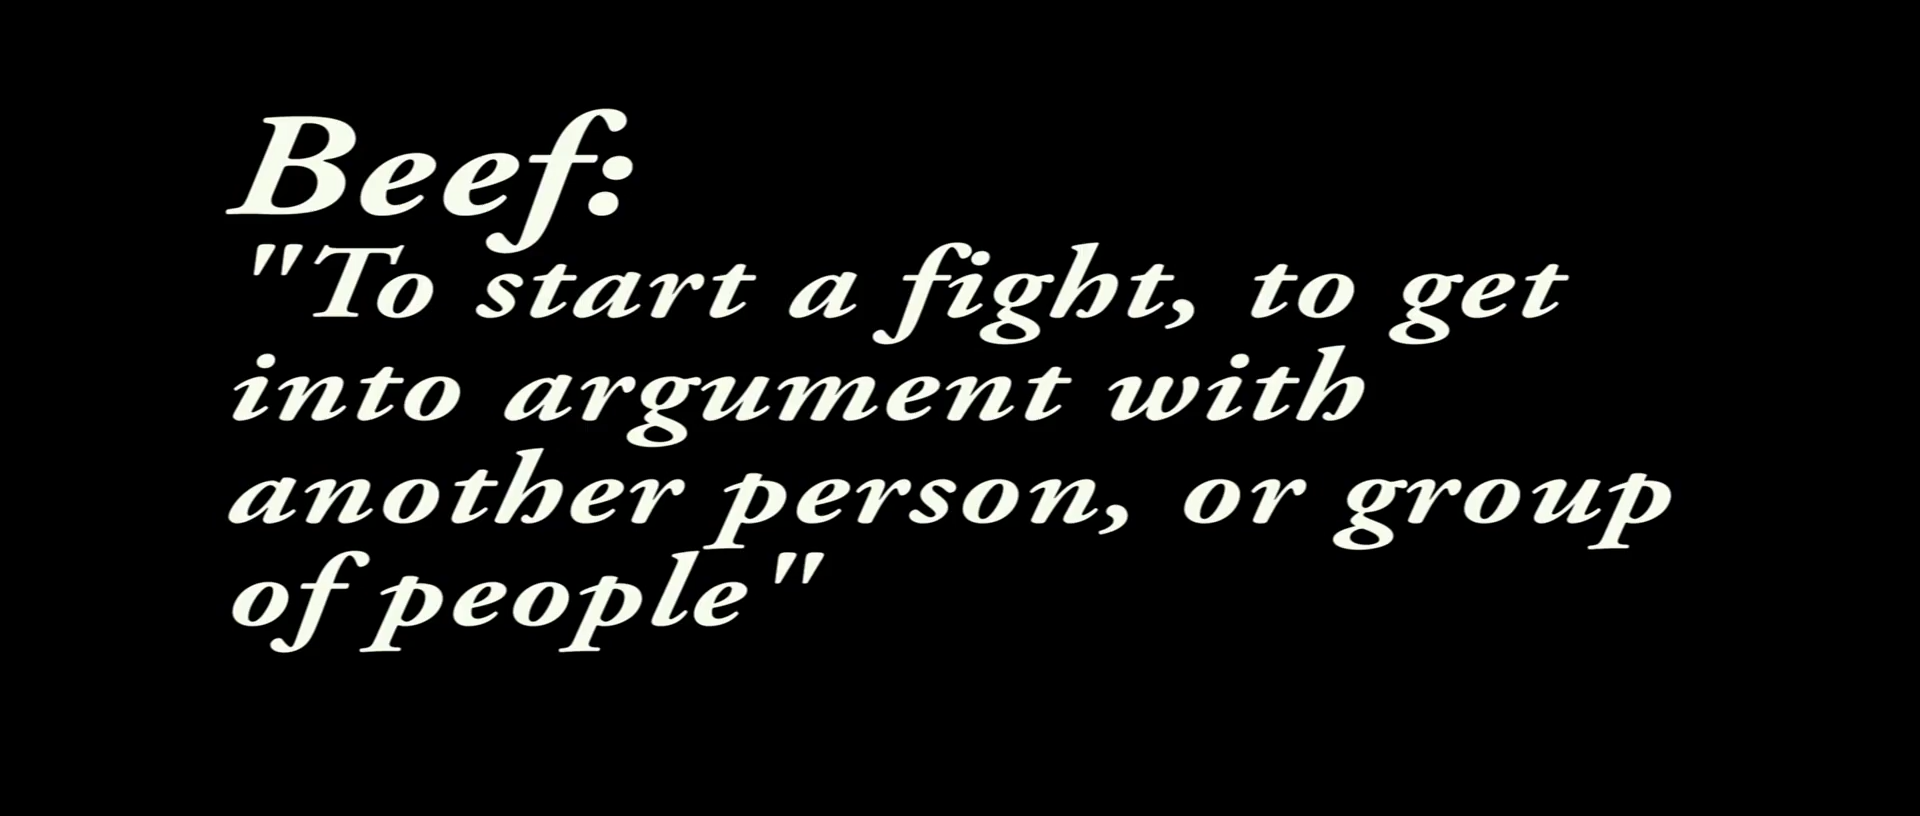 Beef:
"To start a fight, to get
into argument with
another person, or group
of people"